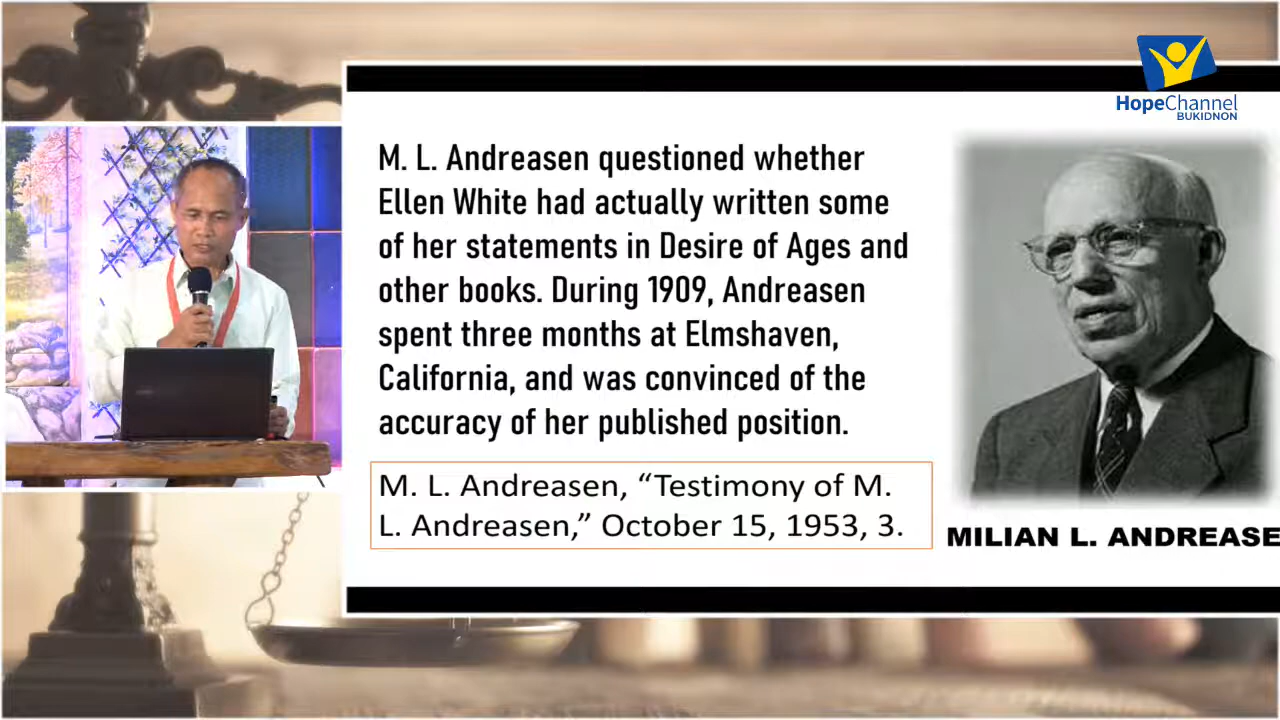 HopeChannel
BUKIDNON
M. L. Andreasen questioned whether
Ellen White had actually written some
of her statements in Desire of Ages and
other books. During 1909, Andreasen
spent three months at Elmshaven,
California, and was convinced of the
accuracy of her published position.
M. L. Andreasen, “Testimony of M.
L. Andreasen,” October 15, 1953, 3.
MILIAN L. ANDREASE